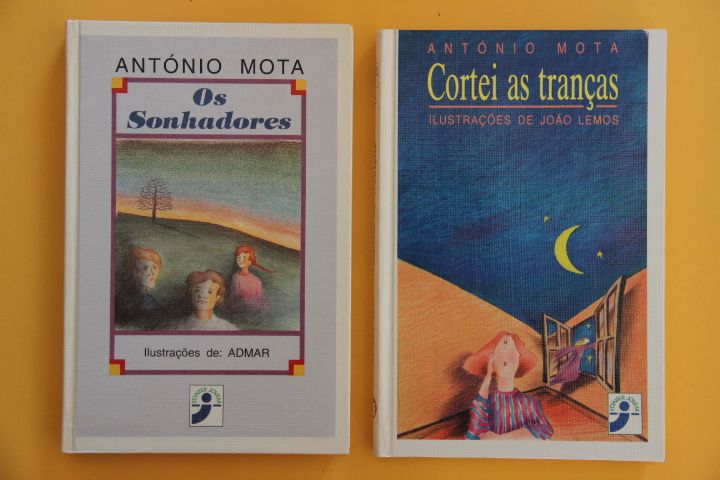 ANTÓNIO MOTA
Os
Sonhadores
Ilustrações de: ADMAR
ANTÓNIO MOTA
Cortei as tranças
ILUSTRAÇÕES DE JOÃO LEMOS